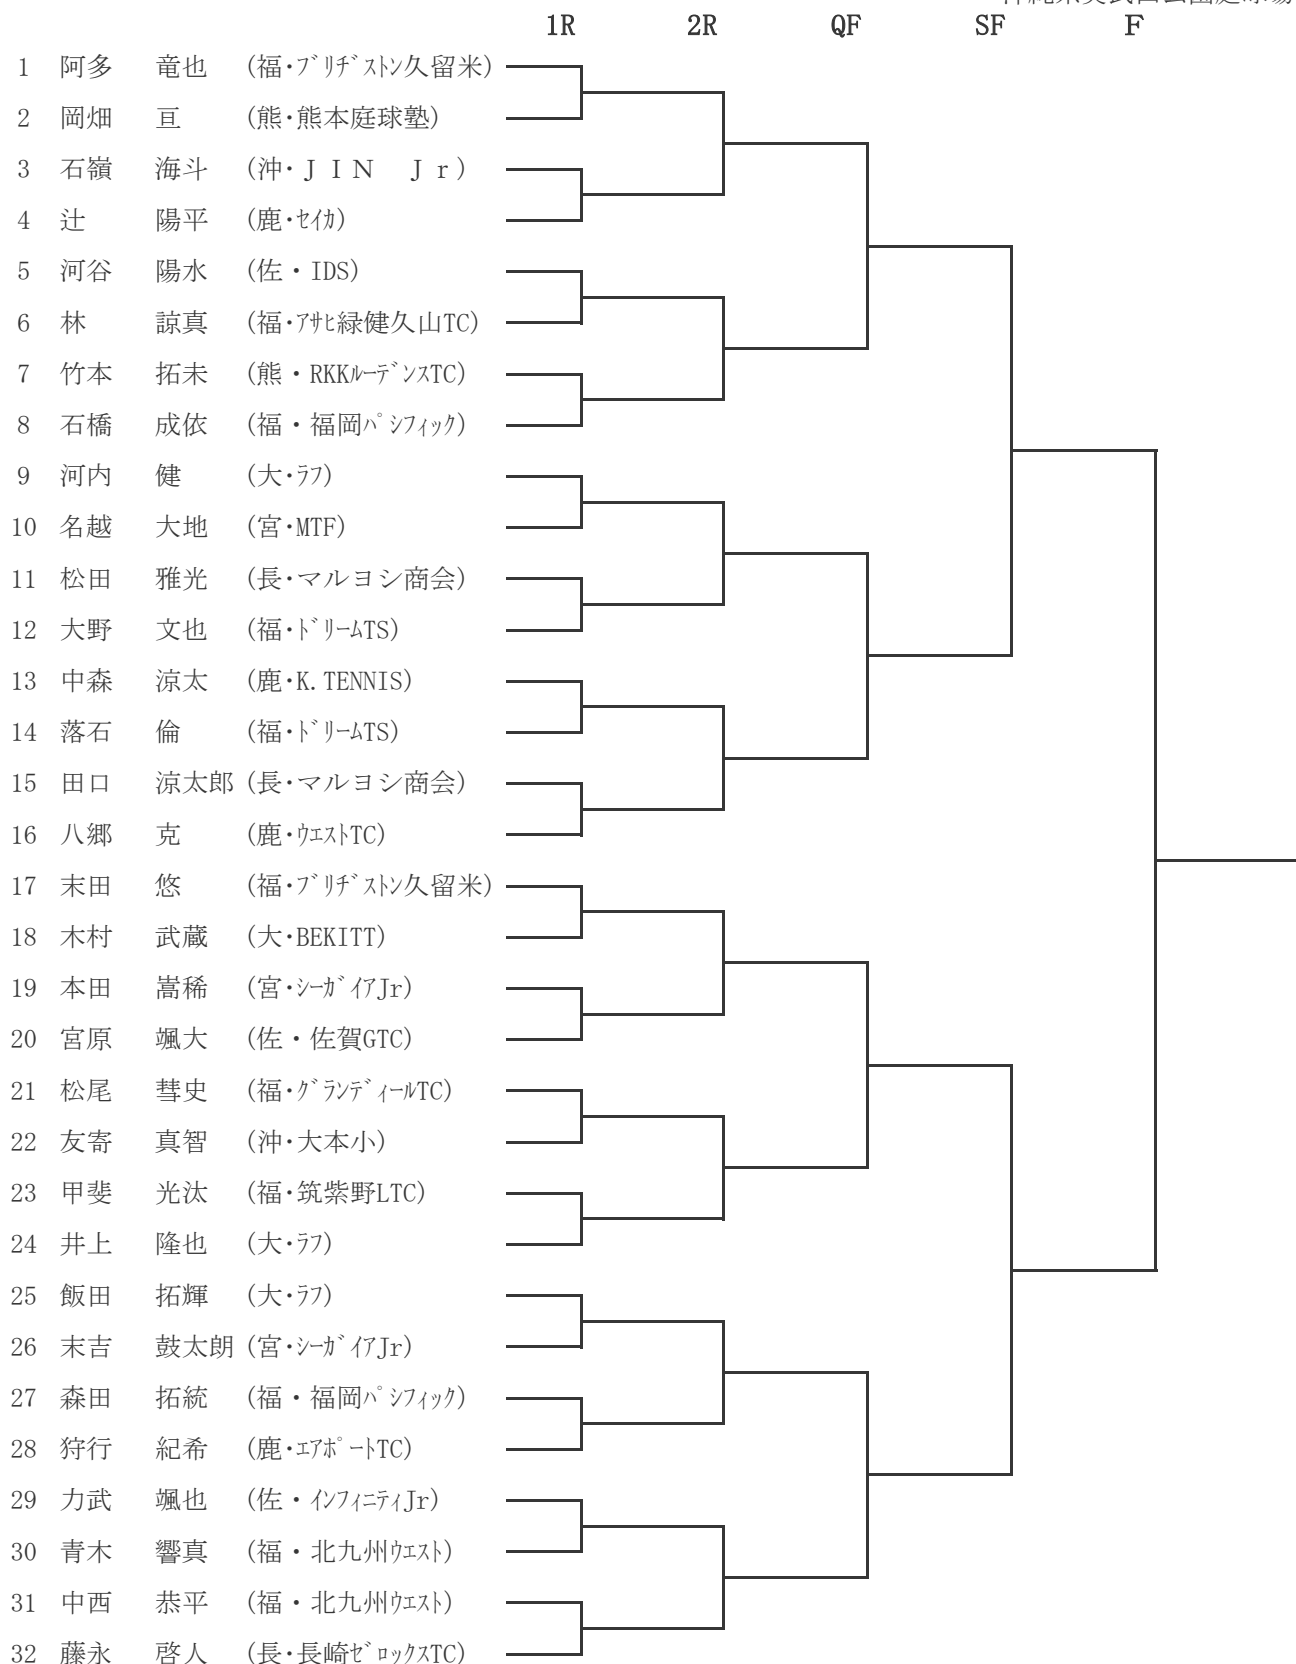 1R 2R QF SF F
1 阿多 竜也 (福・ﾌﾞﾘﾁﾞｽﾄﾝ久留米)
2 岡畑 亘 (熊・熊本庭球塾)
3 石嶺 海斗 (沖・ＪＩＮ Ｊｒ)
4 辻 陽平 (鹿・ｾｲｶ)
5 河谷 陽水 (佐・IDS)
6 林 諒真 (福・ｱｻﾋ緑健久山TC)
7 竹本 拓未 (熊・RKKﾙｰﾃﾞﾝｽTC)
8 石橋 成依 (福・福岡ﾊﾟｼﾌｨｯｸ)
9 河内 健 (大・ﾗﾌ)
10 名越 大地 (宮・MTF)
11 松田 雅光 (長・マルヨシ商会)
12 大野 文也 (福・ﾄﾞﾘｰﾑTS)
13 中森 涼太 (鹿・K.TENNIS)
14 落石 倫 (福・ﾄﾞﾘｰﾑTS)
15 田口 涼太郎 (長・マルヨシ商会)
16 八郷 克 (鹿・ｳｴｽﾄTC)
17 末田 悠 (福・ﾌﾞﾘﾁﾞｽﾄﾝ久留米)
18 木村 武蔵 (大・BEKITT)
19 本田 嵩稀 (宮・ｼｰｶﾞｲｱJr)
20 宮原 颯大 (佐・佐賀GTC)
21 松尾 彗史 (福・ｸﾞﾗﾝﾃﾞｨｰﾙTC)
22 友寄 真智 (沖・大本小)
23 甲斐 光汰 (福・筑紫野LTC)
24 井上 隆也 (大・ﾗﾌ)
25 飯田 拓輝 (大・ﾗﾌ)
26 末吉 鼓太朗 (宮・ｼｰｶﾞｲｱJr)
27 森田 拓統 (福・福岡ﾊﾟｼﾌｨｯｸ)
28 狩行 紀希 (鹿・ｴｱﾎﾟｰﾄTC)
29 力武 颯也 (佐・ｲﾝﾌｨﾆﾃｨJr)
30 青木 響真 (福・北九州ｳｴｽﾄ)
31 中西 恭平 (福・北九州ｳｴｽﾄ)
32 藤永 啓人 (長・長崎ｾﾞﾛｯｸｽTC)